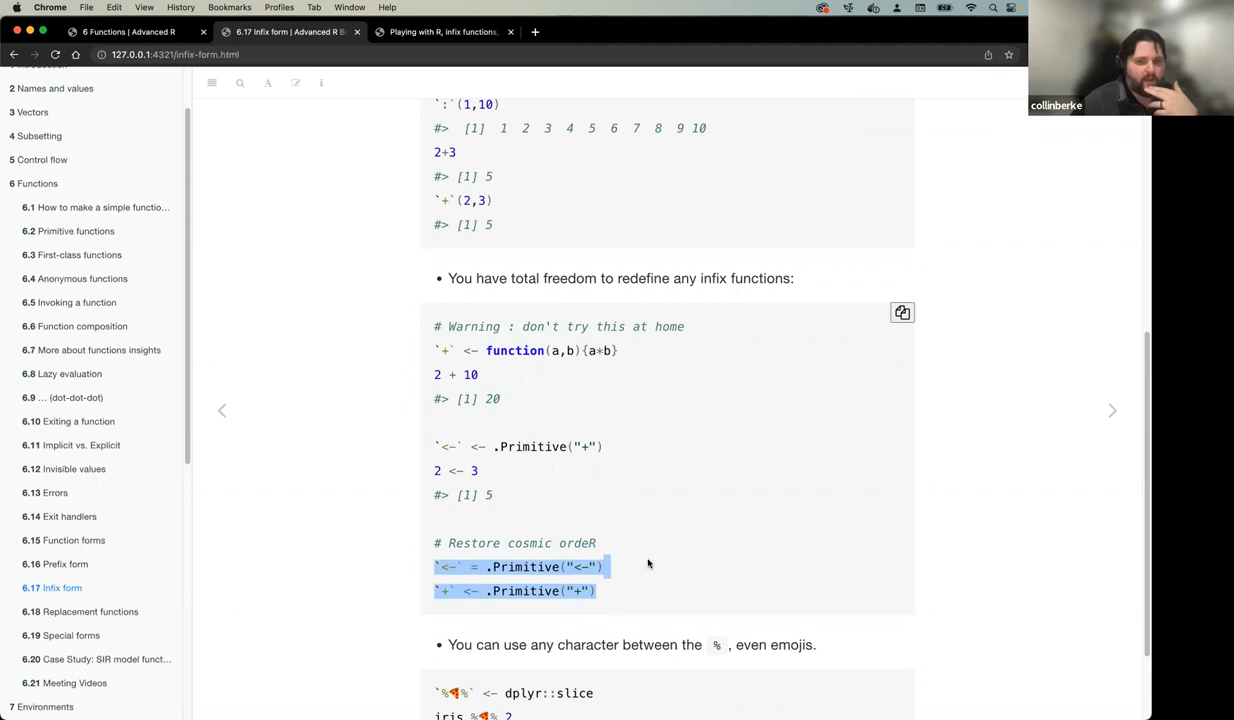 Chrome File Edit View History Bookmarks Profiles Tab Window Help
6 Functions | Advanced R
6.17 Infix form | Advanced R B
Playing with R, infix functions,
127.0.0.1:4321/infix-form.html
collinberke
2 Names and values
3 Vectors
4 Subsetting
5 Control flow
6 Functions
6.1 How to make a simple functio...
6.2 Primitive functions
6.3 First-class functions
6.4 Anonymous functions
6.5 Invoking a function
6.6 Function composition
6.7 More about functions insights
6.8 Lazy evaluation
6.9 ... (dot-dot-dot)
6.10 Exiting a function
6.11 Implicit vs. Explicit
6.12 Invisible values
6.13 Errors
6.14 Exit handlers
6.15 Function forms
6.16 Prefix form
6.17 Infix form
6.18 Replacement functions
6.19 Special forms
6.20 Case Study: SIR model funct...
6.21 Meeting Videos
7 Environments
`:`(1,10)
#> [1] 1 2 3 4 5 6 7 8 9 10
2+3
#> [1] 5
`+`(2,3)
#> [1] 5
• You have total freedom to redefine any infix functions:
# Warning : don't try this at home
`+` <- function(a,b){a*b}
2 + 10
#> [1] 20
`<-` <- .Primitive("+")
2 <- 3
#> [1] 5
# Restore cosmic ordeR
`<-` = .Primitive("<-")
`+` <- .Primitive("+")
• You can use any character between the %, even emojis.
`%🍕%` <- dplyr::slice
iris %🍕% 2